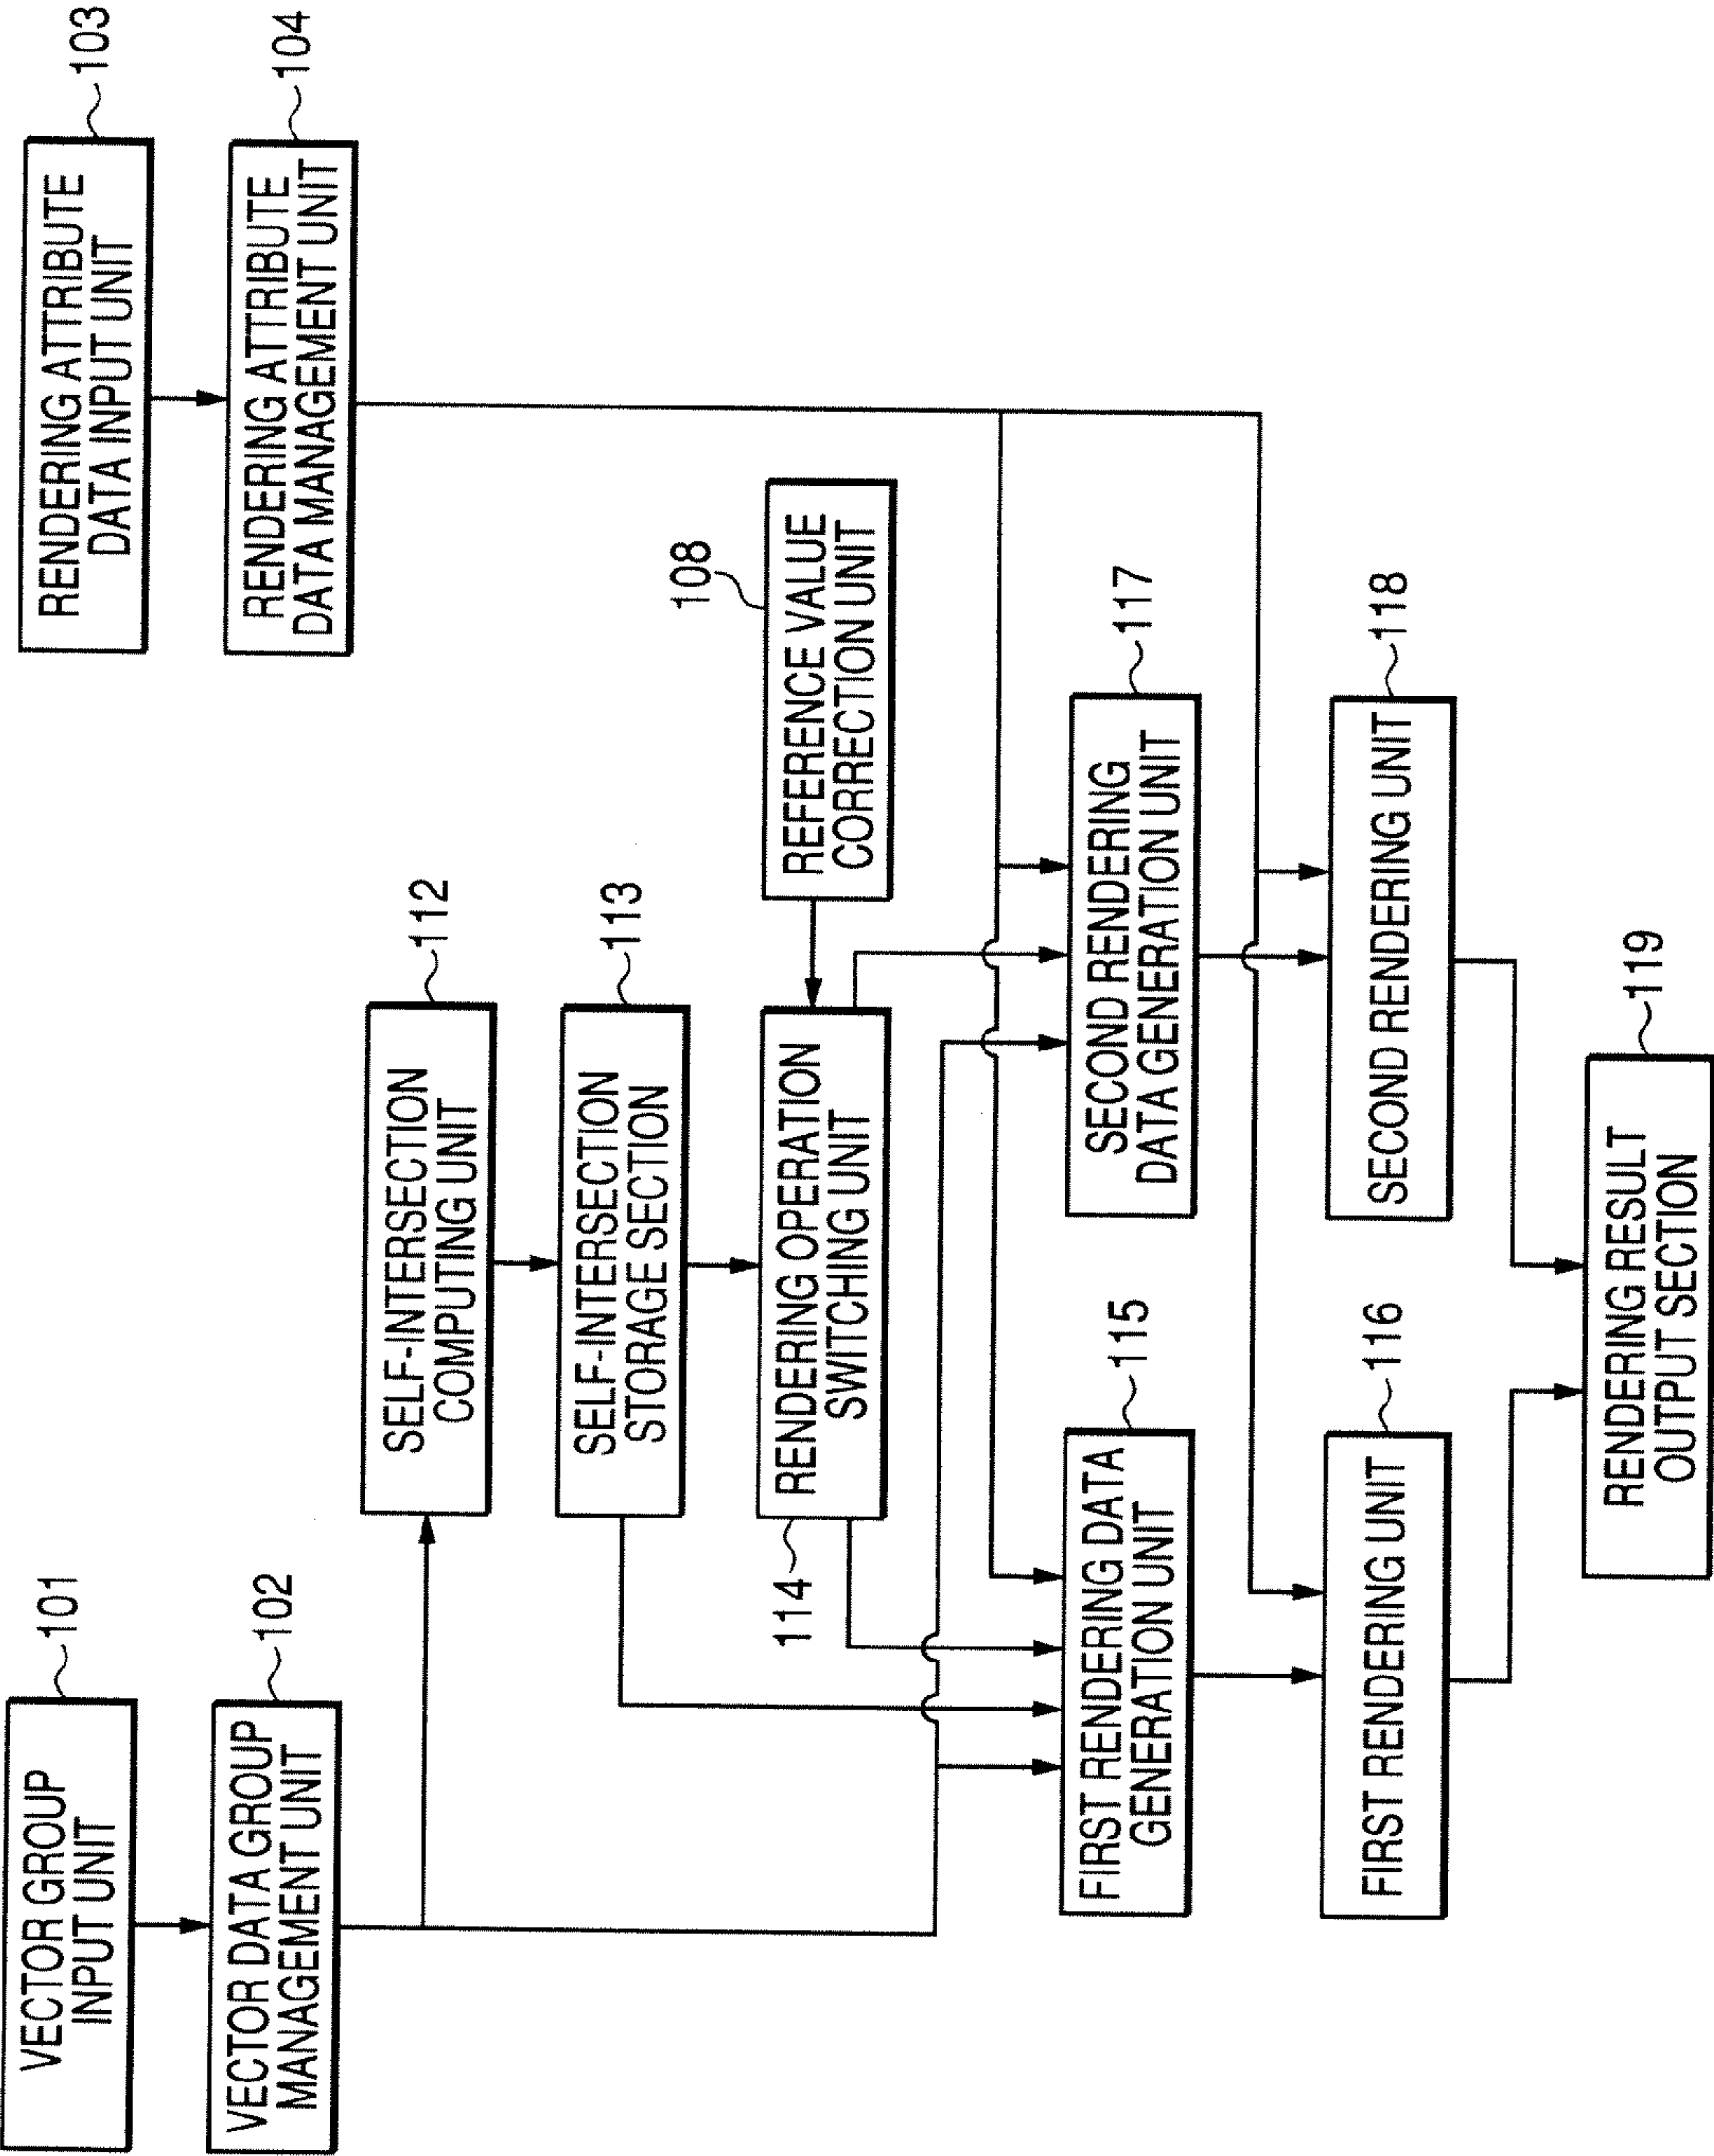 VECTOR GROUP
INPUT UNIT
101
VECTOR DATA GROUP
MANAGEMENT UNIT
102
RENDERING ATTRIBUTE
DATA INPUT UNIT
103
RENDERING ATTRIBUTE
DATA MANAGEMENT UNIT
104
SELF-INTERSECTION
COMPUTING UNIT
112
SELF-INTERSECTION
STORAGE SECTION
113
RENDERING OPERATION
SWITCHING UNIT
114
REFERENCE VALUE
CORRECTION UNIT
108
FIRST RENDERING DATA
GENERATION UNIT
115
SECOND RENDERING
DATA GENERATION UNIT
117
FIRST RENDERING UNIT
116
SECOND RENDERING UNIT
118
RENDERING RESULT
OUTPUT SECTION
119